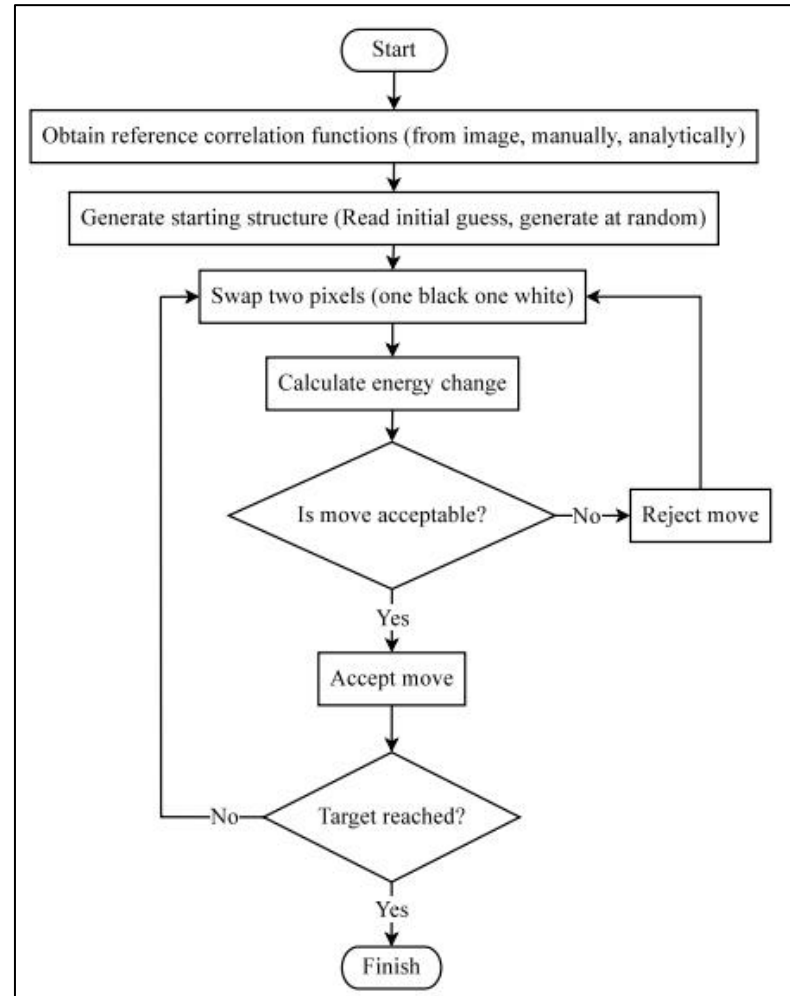 Start
Obtain reference correlation functions (from image, manually, analytically)
Generate starting structure (Read initial guess, generate at random)
Swap two pixels (one black one white)
Calculate energy change
Is move acceptable?
No
Reject move
Yes
Accept move
No
Target reached?
Yes
Finish